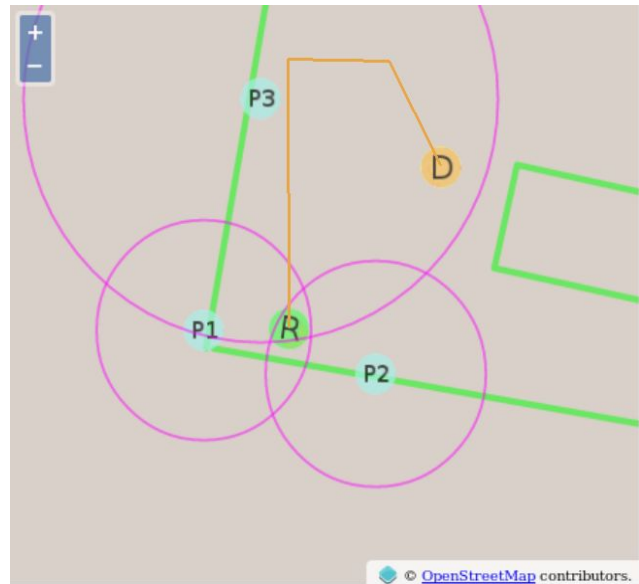 +
–
P3
D
P1
R
P2
© OpenStreetMap contributors.